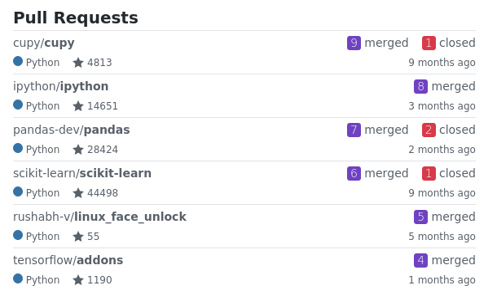 Pull Requests
cupy/cupy 9 merged 1 closed
Python 4813 9 months ago
ipython/ipython 8 merged
Python 14651 3 months ago
pandas-dev/pandas 7 merged 2 closed
Python 28424 2 months ago
scikit-learn/scikit-learn 6 merged 1 closed
Python 44498 9 months ago
rushabh-v/linux_face_unlock 5 merged
Python 55 5 months ago
tensorflow/addons 4 merged
Python 1190 1 months ago